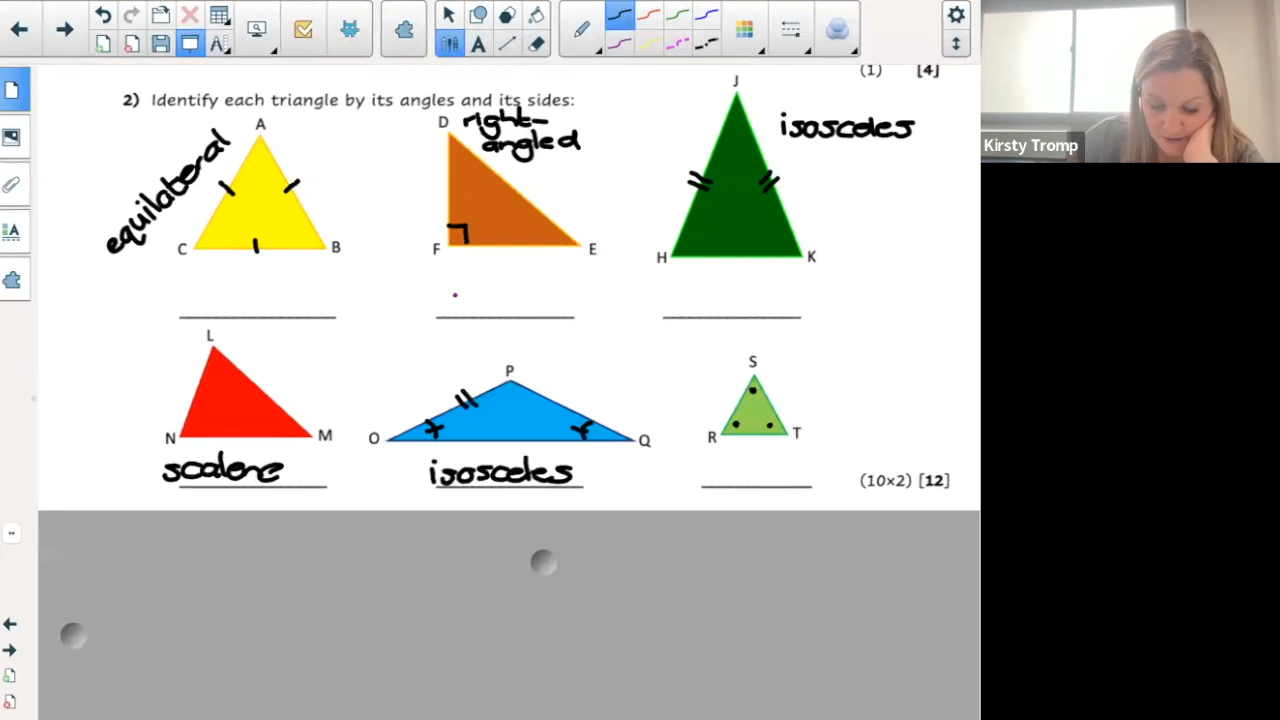 (1) [4]
2) Identify each triangle by its angles and its sides:
A
equilateral
C
B
D
right-
angled
F
E
J
isosceles
H
K
Kirsty Tromp
L
N
M
scalene
P
O
Q
isosceles
S
R
T
(10×2) [12]